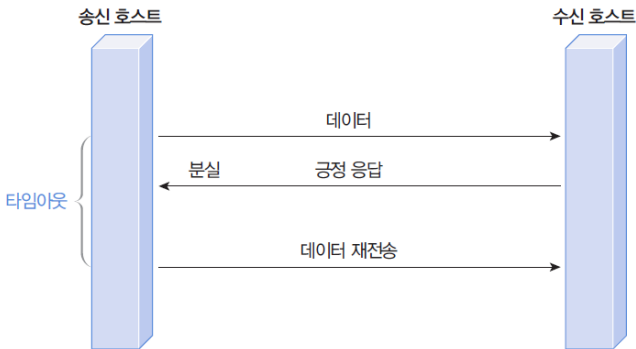 송신 호스트
수신 호스트
데이터
분실
긍정 응답
타임아웃
데이터 재전송